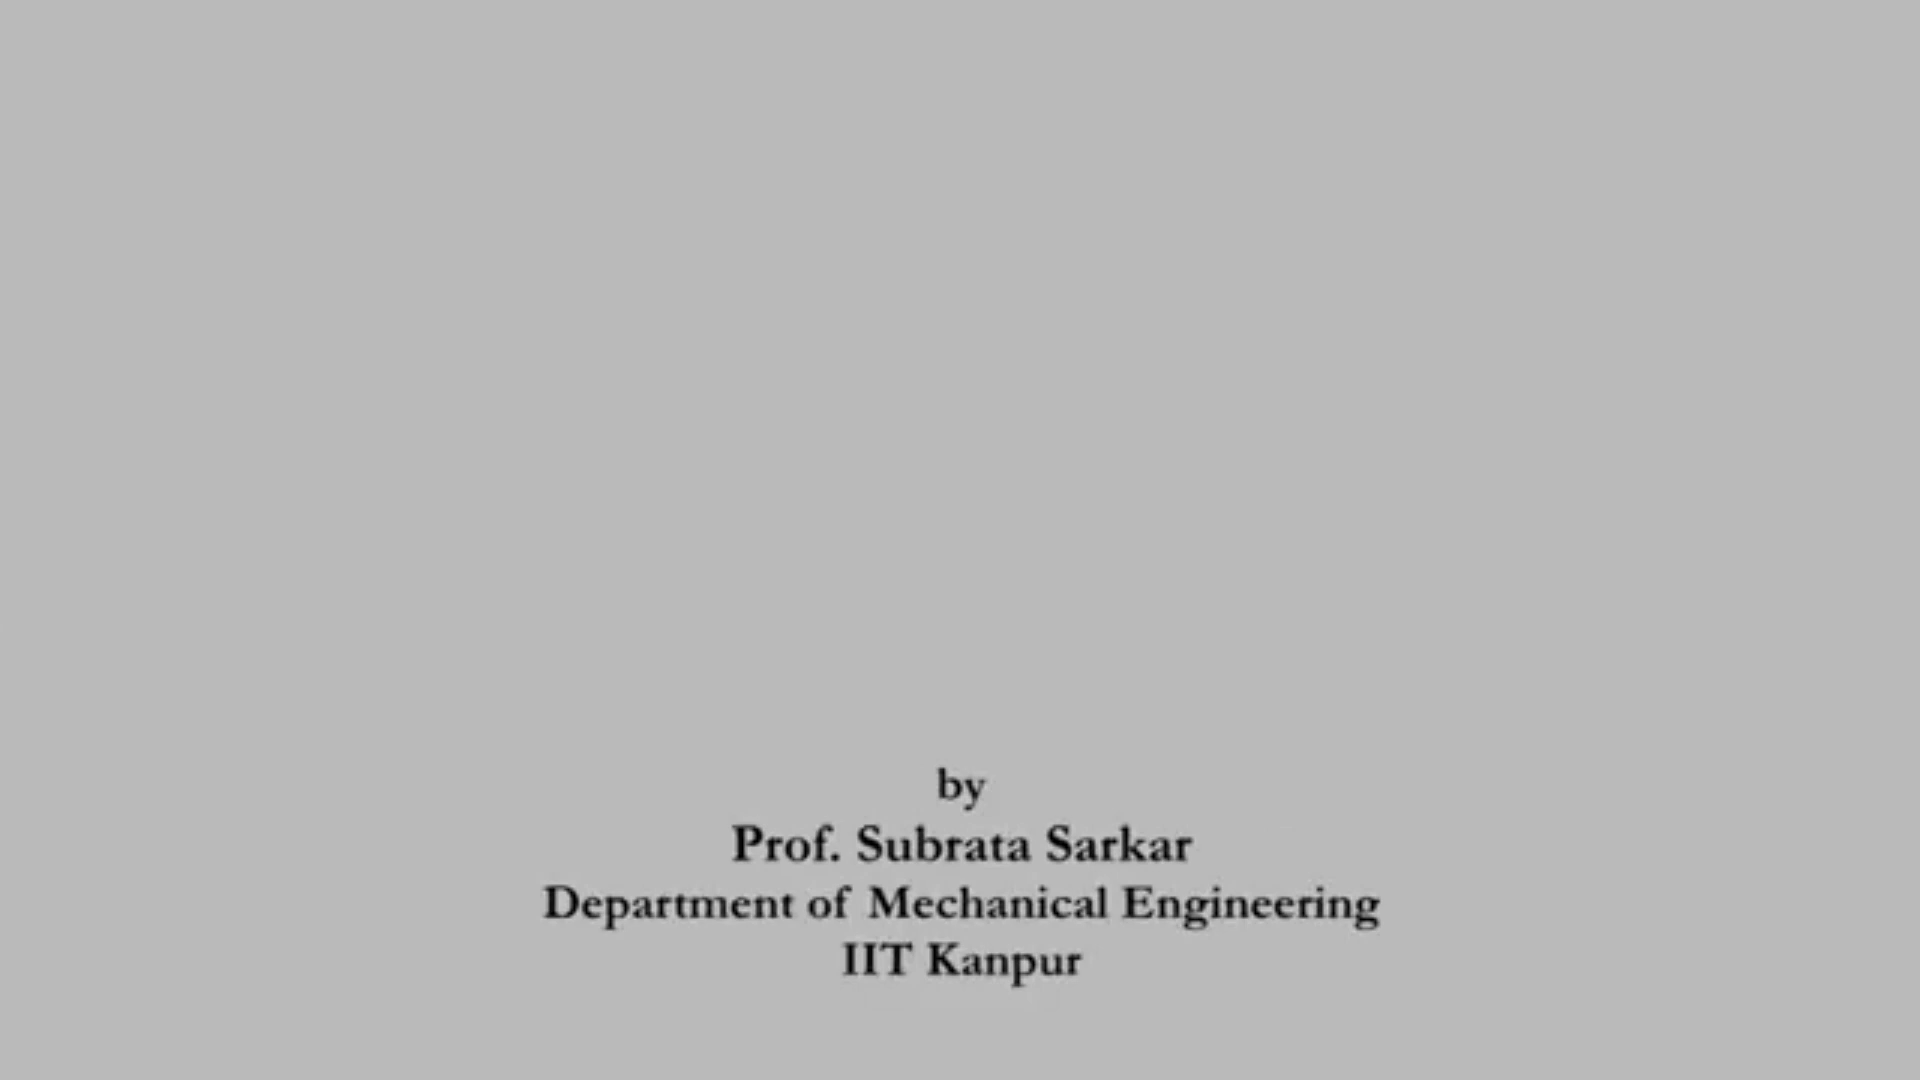 by
Prof. Subrata Sarkar
Department of Mechanical Engineering
IIT Kanpur